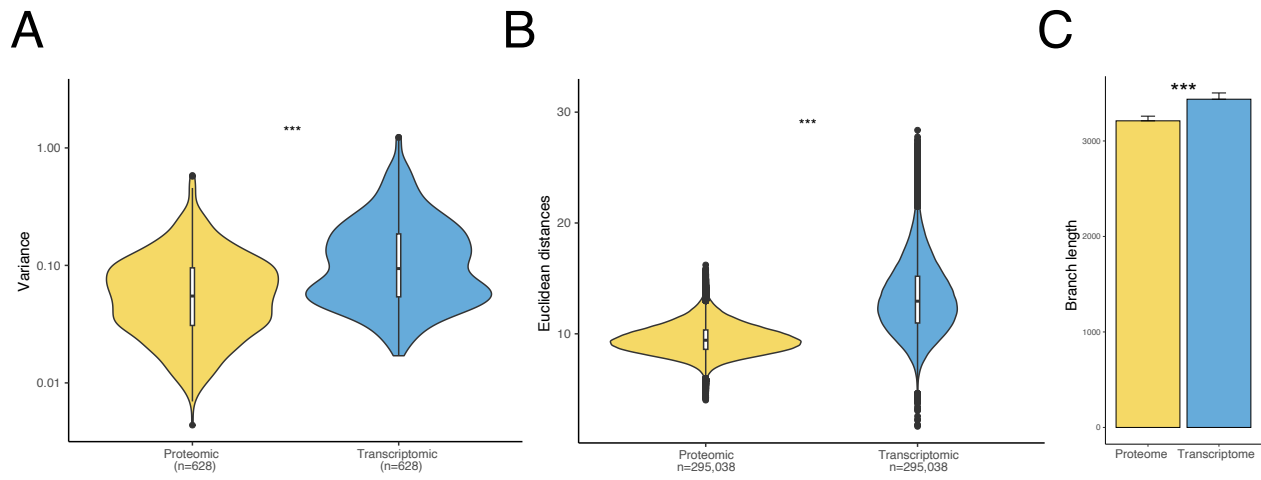 A
B
C
Variance
1.00
0.10
0.01
***
Proteomic
(n=628)
Transcriptomic
(n=628)
Euclidean distances
30
20
10
***
Proteomic
n=295,038
Transcriptomic
n=295,038
Branch length
3000
2000
1000
0
***
Proteome
Transcriptome